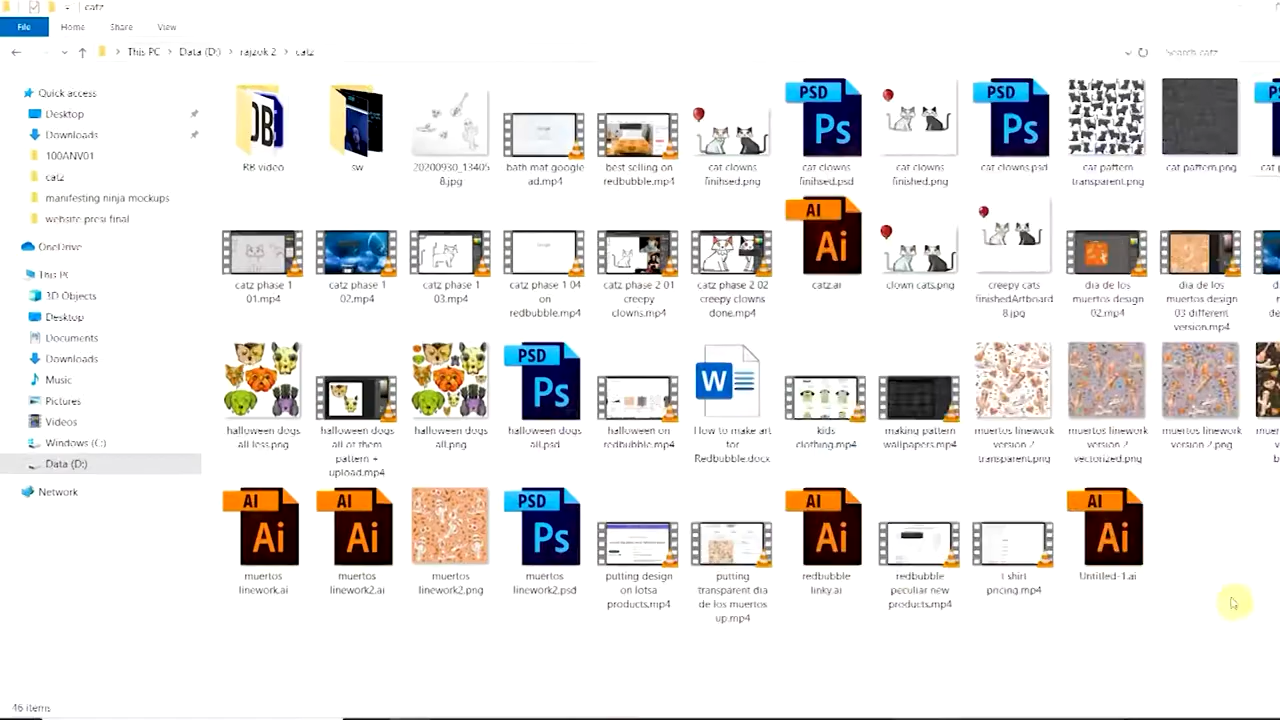 catz
File Home Share View
This PC Data (D:) rajzok 2 catz
Search catz
Quick access
Desktop
Downloads
100ANV01
catz
manifesting ninja mockups
website presi final
OneDrive
This PC
3D Objects
Desktop
Documents
Downloads
Music
Pictures
Videos
Windows (C:)
Data (D:)
Network
RB video
sw
20200930_13405
8.jpg
bath mat google
ad.mp4
best selling on
redbubble.mp4
cat clowns
finihsed.png
PSD
Ps
cat clowns
finihsed.psd
cat clowns
finished.png
PSD
Ps
cat clowns.psd
cat pattern
transparent.png
cat pattern.png
catz phase 1
01.mp4
catz phase 1
02.mp4
catz phase 1
03.mp4
catz phase 1 04
on
redbubble.mp4
catz phase 2 01
creepy
clowns.mp4
catz phase 2 02
creepy clowns
done.mp4
AI
Ai
catz.ai
clown cats.png
creepy cats
finishedArtboard
8.jpg
dia de los
muertos design
02.mp4
dia de los
muertos design
03 different
version.mp4
halloween dogs
all less.png
halloween dogs
all of them
pattern +
upload.mp4
halloween dogs
all.png
PSD
Ps
halloween dogs
all.psd
halloween on
redbubble.mp4
W
How to make art
for
Redbubble.docx
kids
clothing.mp4
making pattern
wallpapers.mp4
muertos linework
version 2
transparent.png
muertos linework
version 2
vectorized.png
muertos linework
version 2.png
AI
Ai
muertos
linework.ai
AI
Ai
muertos
linework2.ai
muertos
linework2.png
PSD
Ps
muertos
linework2.psd
putting design
on lotsa
products.mp4
putting
transparent dia
de los muertos
up.mp4
AI
Ai
redbubble
linky.ai
redbubble
peculiar new
products.mp4
t shirt
pricing.mp4
AI
Ai
Untitled-1.ai
46 items